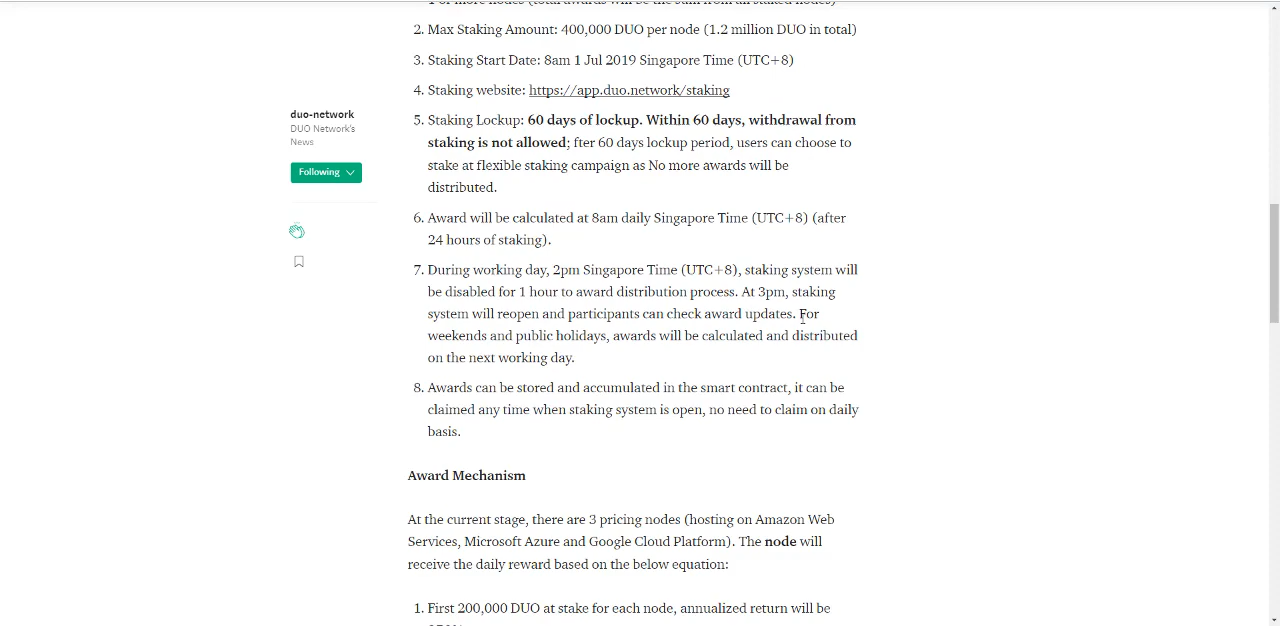 2. Max Staking Amount: 400,000 DUO per node (1.2 million DUO in total)
3. Staking Start Date: 8am 1 Jul 2019 Singapore Time (UTC+8)
4. Staking website: https://app.duo.network/staking
duo-network
DUO Network's
News
Following
5. Staking Lockup: 60 days of lockup. Within 60 days, withdrawal from
staking is not allowed; fter 60 days lockup period, users can choose to
stake at flexible staking campaign as No more awards will be
distributed.
6. Award will be calculated at 8am daily Singapore Time (UTC+8) (after
24 hours of staking).
7. During working day, 2pm Singapore Time (UTC+8), staking system will
be disabled for 1 hour to award distribution process. At 3pm, staking
system will reopen and participants can check award updates. For
weekends and public holidays, awards will be calculated and distributed
on the next working day.
8. Awards can be stored and accumulated in the smart contract, it can be
claimed any time when staking system is open, no need to claim on daily
basis.
Award Mechanism
At the current stage, there are 3 pricing nodes (hosting on Amazon Web
Services, Microsoft Azure and Google Cloud Platform). The node will
receive the daily reward based on the below equation:
1. First 200,000 DUO at stake for each node, annualized return will be